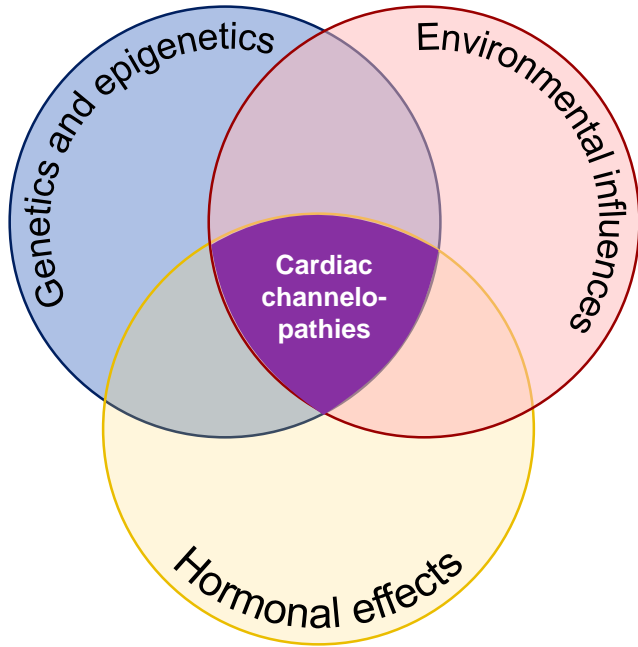 Genetics and epigenetics
Environmental influences
Cardiac
channelo-
pathies
Hormonal effects